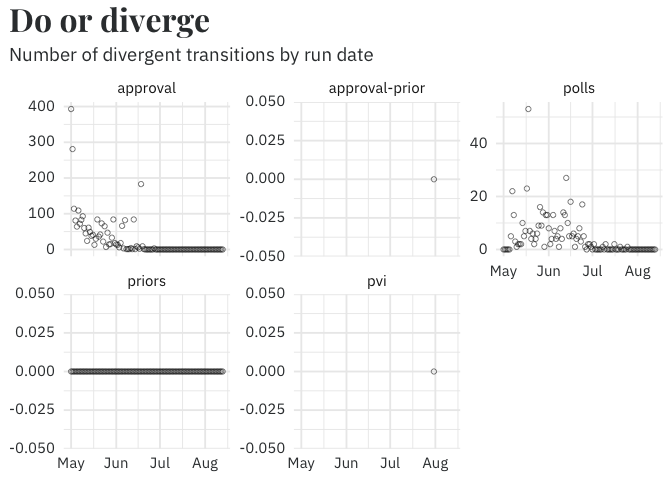 Do or diverge
Number of divergent transitions by run date
approval
approval-prior
polls
400
300
200
100
0
0.050
0.025
0.000
-0.025
-0.050
40
20
0
May Jun Jul Aug
priors
pvi
0.050
0.025
0.000
-0.025
-0.050
0.050
0.025
0.000
-0.025
-0.050
May Jun Jul Aug
May Jun Jul Aug